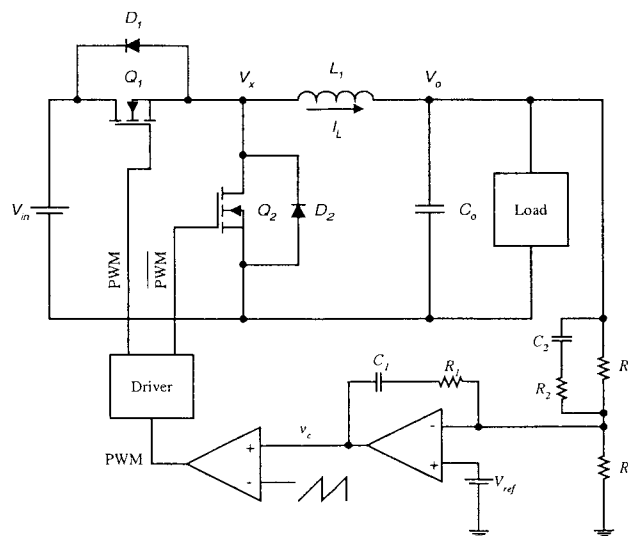 D1
Q1
Vx
L1
Vo
IL
Vin
Q2
D2
Co
Load
PWM
PWM
C2
R
R2
C1
R1
Driver
vc
-
+
+
-
R
PWM
Vref